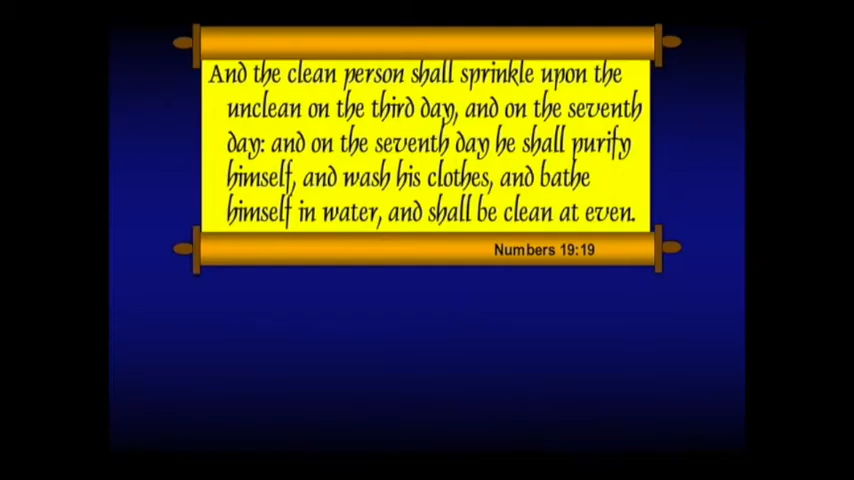 And the clean person shall sprinkle upon the
unclean on the third day, and on the seventh
day: and on the seventh day he shall purify
himself, and wash his clothes, and bathe
himself in water, and shall be clean at even.
Numbers 19:19